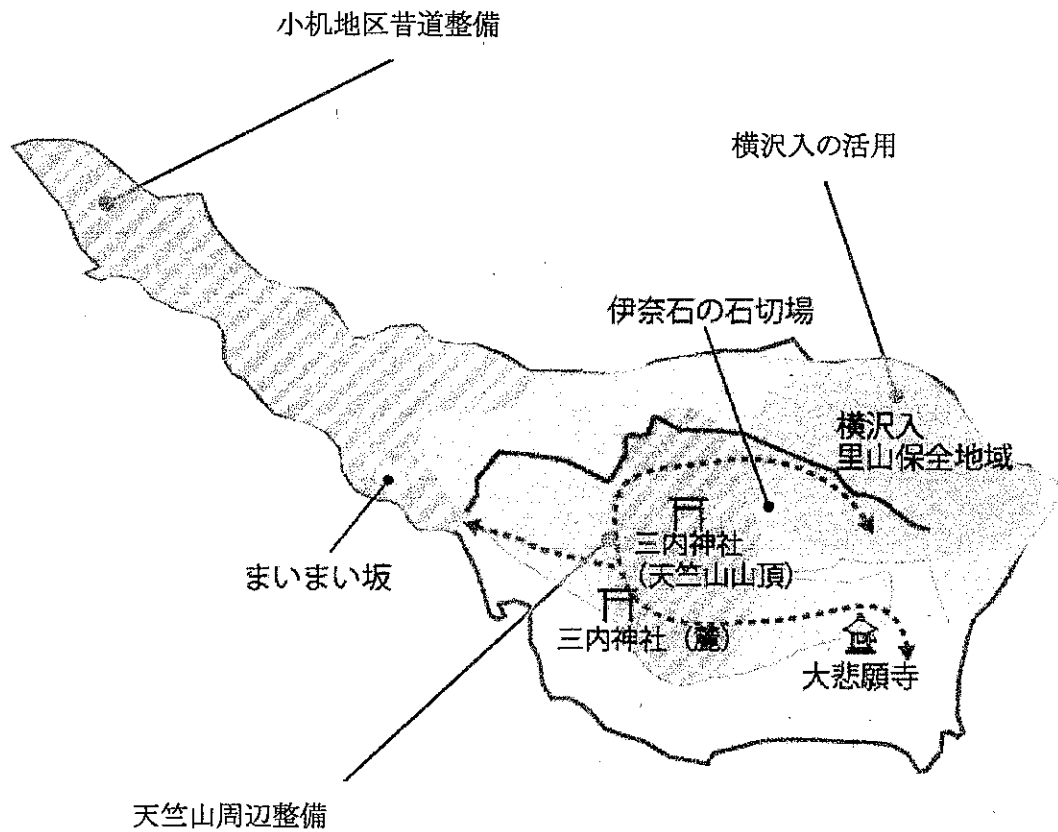 小机地区昔道整備
横沢入の活用
伊奈石の石切場
横沢入
里山保全地域
三内神社
（天竺山山頂）
まいまい坂
三内神社（麓）
大悲願寺
天竺山周辺整備